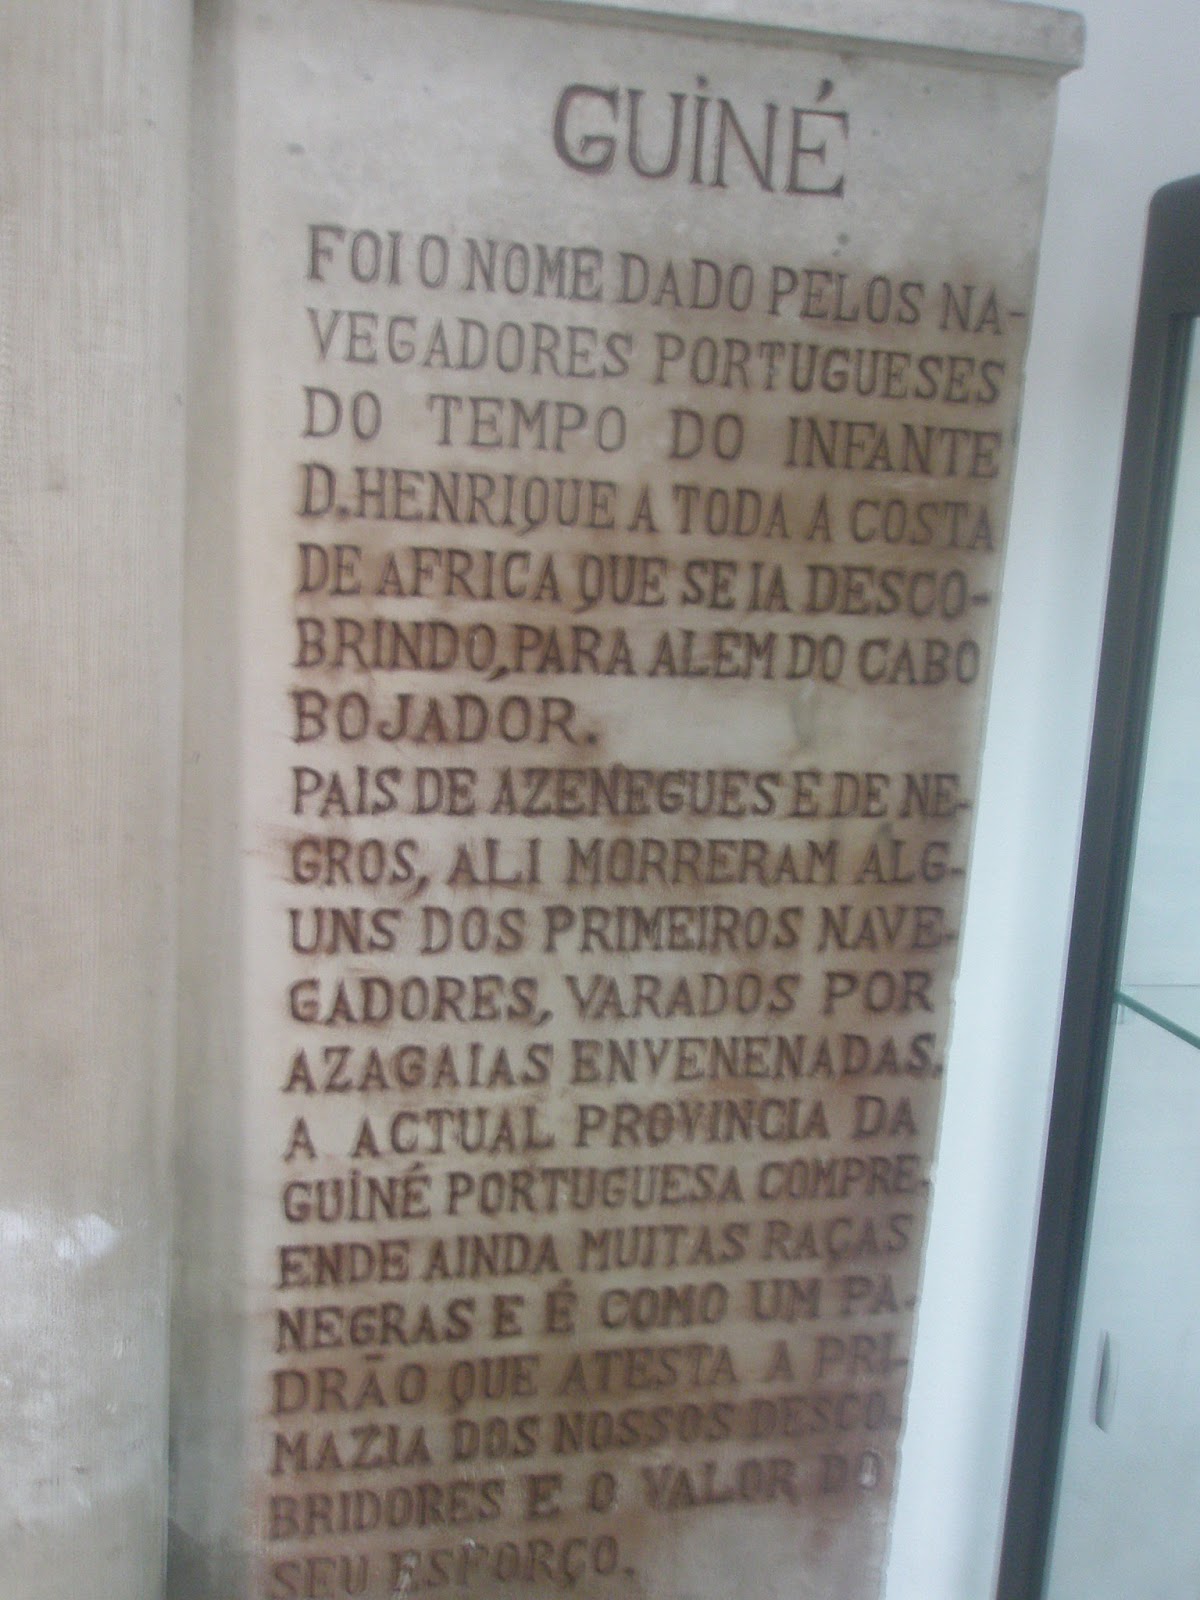 GUINÉ
FOI O NOME DADO PELOS NA-
VEGADORES PORTUGUESES
DO TEMPO DO INFANTE
D. HENRIQUE A TODA A COSTA
DE AFRICA QUE SE IA DESCO-
BRINDO, PARA ALEM DO CABO
BOJADOR.
PAIS DE AZENEGUES E DE NE-
GROS, ALI MORRERAM ALG-
UNS DOS PRIMEIROS NAVE-
GADORES, VARADOS POR
AZAGAIAS ENVENENADAS.
A ACTUAL PROVINCIA DA
GUINÉ PORTUGUESA COMPRE-
ENDE AINDA MUITAS RAÇAS
NEGRAS E É COMO UM PA-
DRÃO QUE ATESTA A PRI-
MAZIA DOS NOSSOS DESCO-
BRIDORES E O VALOR DO
SEU ESFORÇO.